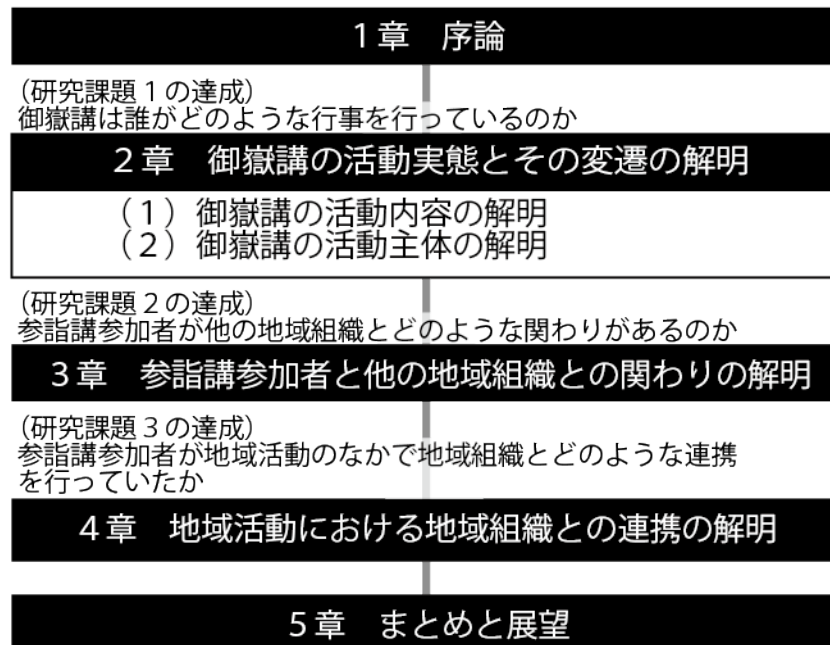 1章　序論
（研究課題1の達成）
御嶽講は誰がどのような行事を行っているのか
2章　御嶽講の活動実態とその変遷の解明
（1）御嶽講の活動内容の解明
（2）御嶽講の活動主体の解明
（研究課題2の達成）
参詣講参加者が他の地域組織とどのような関わりがあるのか
3章　参詣講参加者と他の地域組織との関わりの解明
（研究課題3の達成）
参詣講参加者が地域活動のなかで地域組織とどのような連携
を行っていたか
4章　地域活動における地域組織との連携の解明
5章　まとめと展望